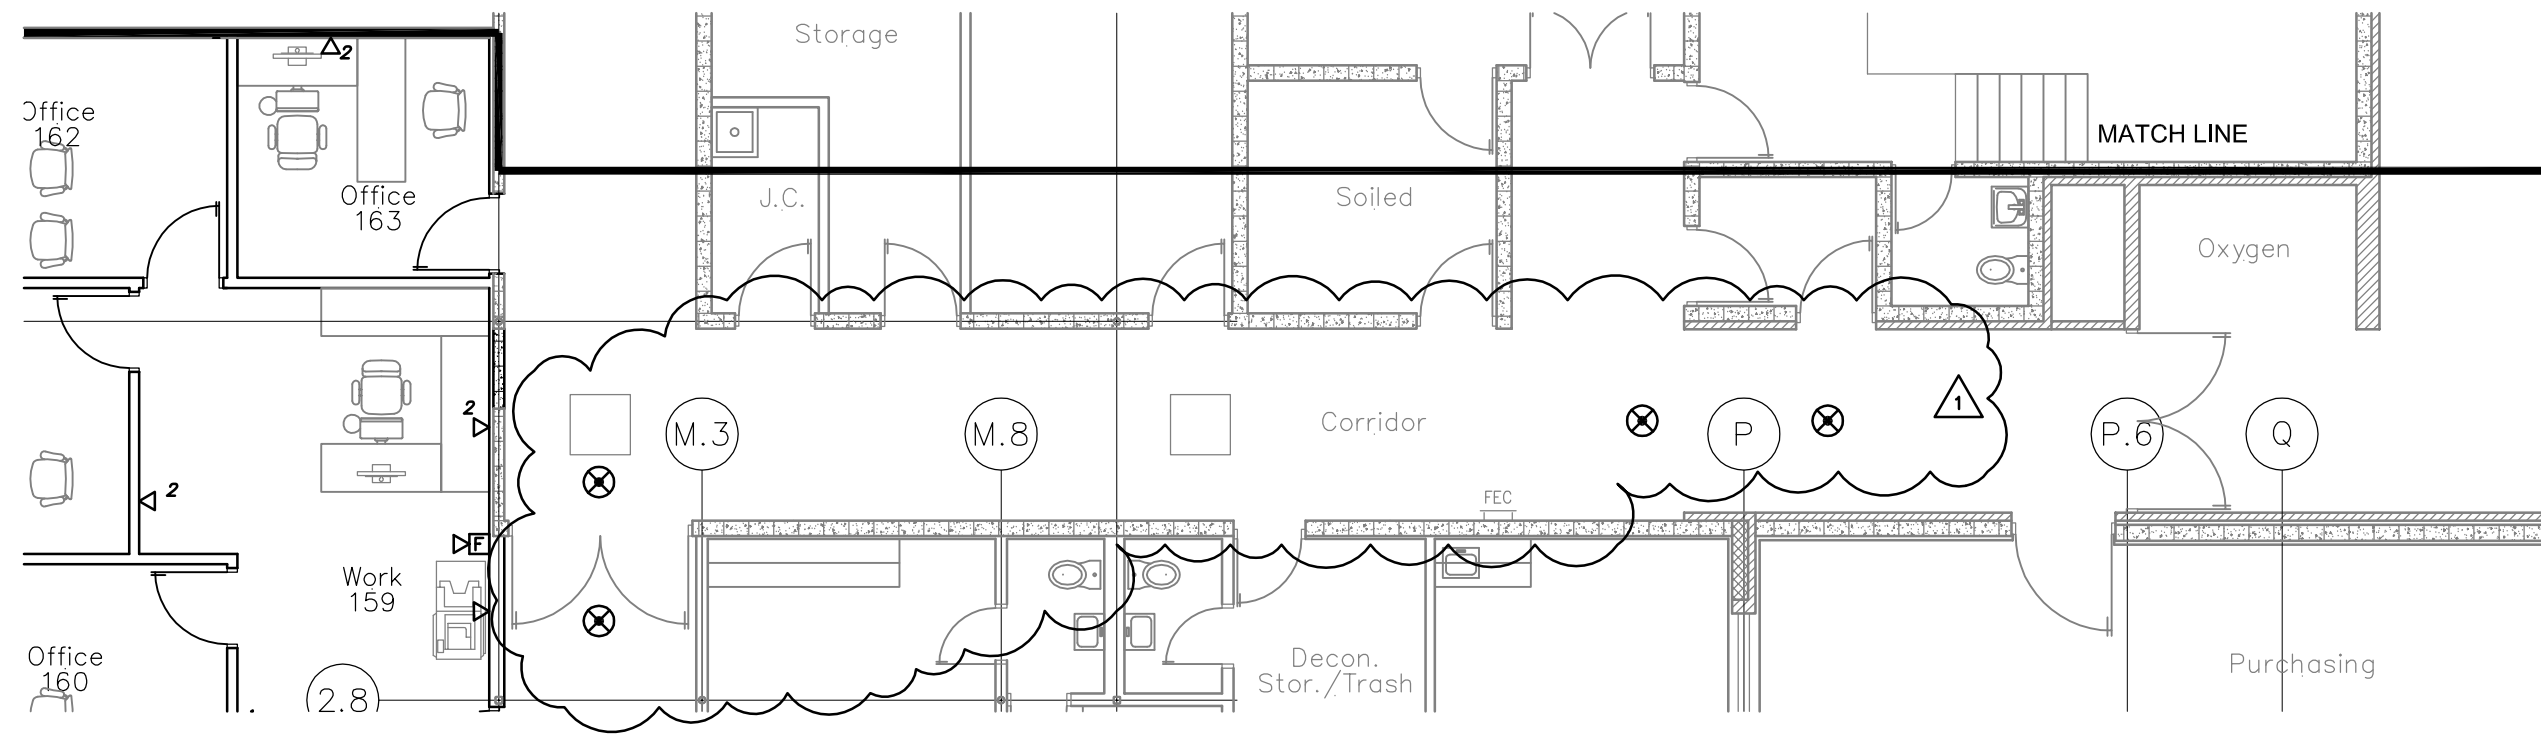 Storage
2
Office
162
MATCH LINE
Office
163
J.C.
Soiled
Oxygen
2
1
M.3
M.8
Corridor
P
P.6
Q
2
FEC
F
Work
159
Office
160
Decon.
Stor./Trash
Purchasing
2.8